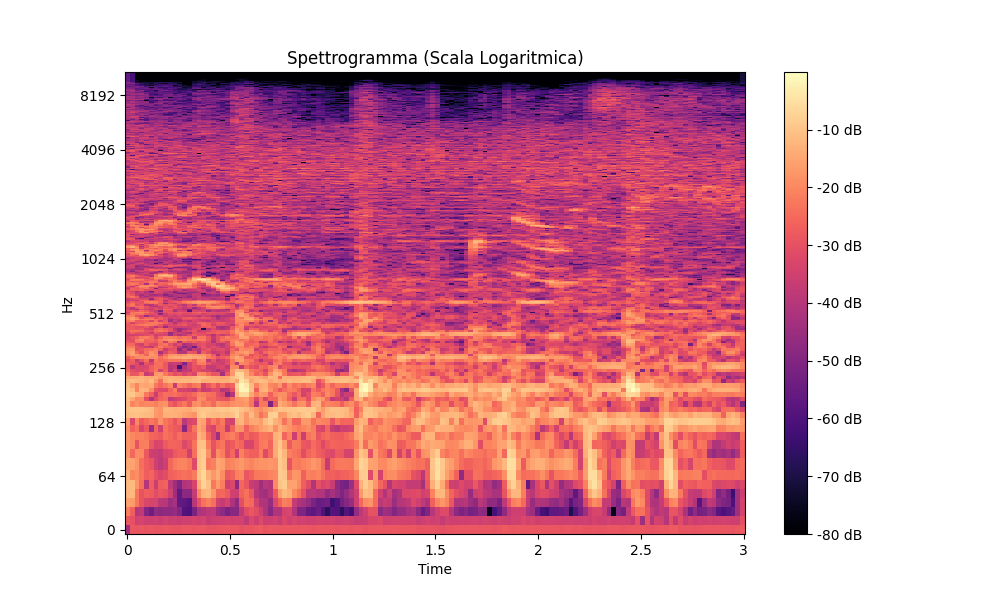 Spettrogramma (Scala Logaritmica)
8192
4096
2048
1024
512
256
128
64
0
Hz
0 0.5 1 1.5 2 2.5 3
Time
-10 dB
-20 dB
-30 dB
-40 dB
-50 dB
-60 dB
-70 dB
-80 dB